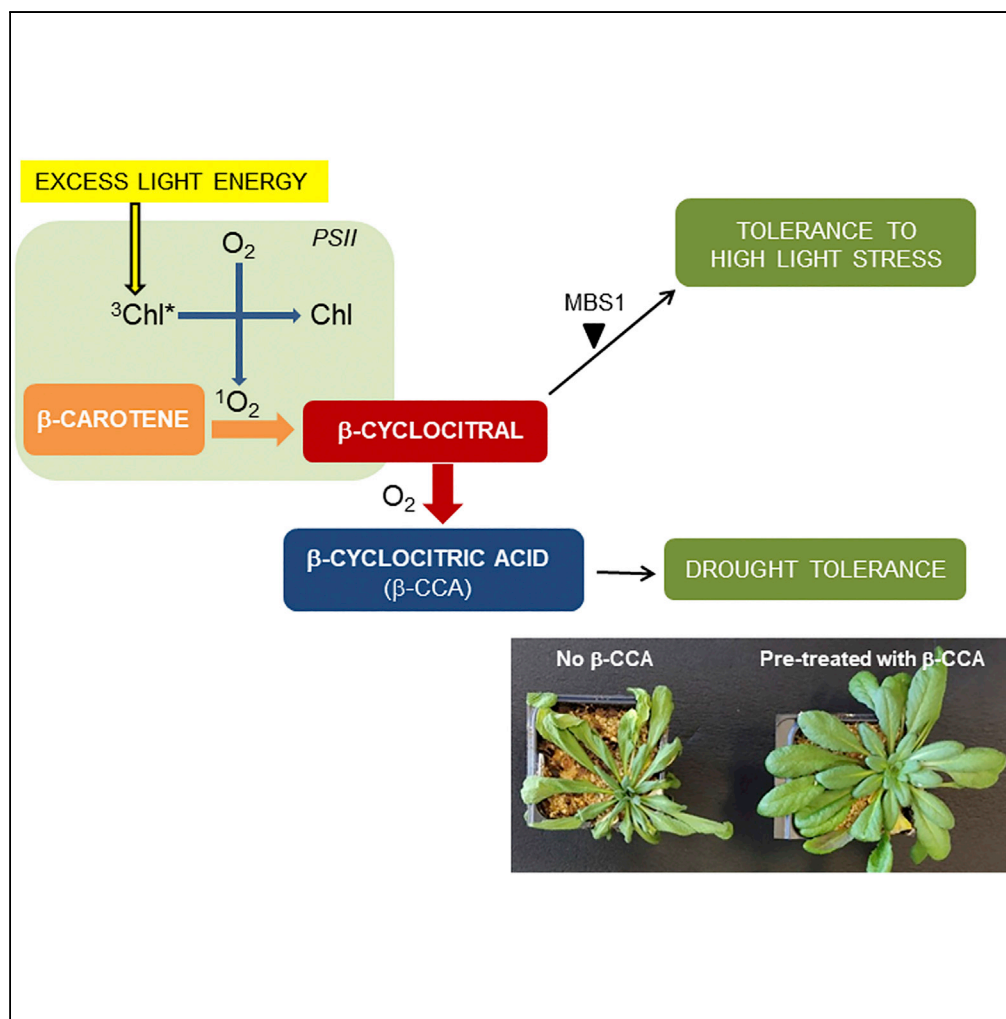 EXCESS LIGHT ENERGY
PSII
O₂
³Chl*
Chl
¹O₂
β-CAROTENE
β-CYCLOCITRAL
MBS1
TOLERANCE TO
HIGH LIGHT STRESS
O₂
β-CYCLOCITRIC ACID
(β-CCA)
DROUGHT TOLERANCE
No β-CCA
Pre-treated with β-CCA